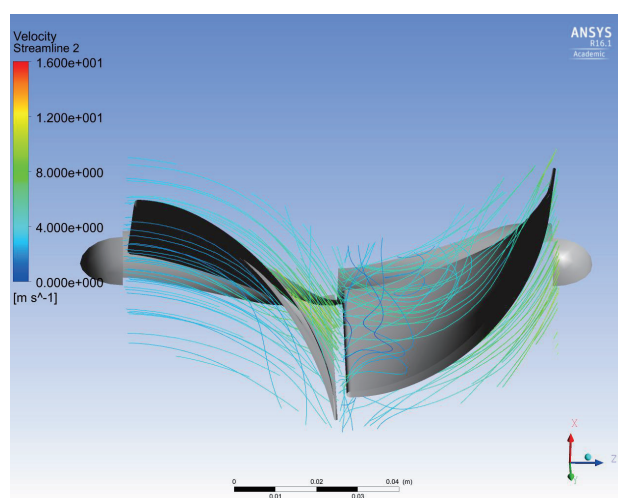 Velocity
Streamline 2
1.600e+001
1.200e+001
8.000e+000
4.000e+000
0.000e+000
[m s^-1]
ANSYS
R16.1
Academic
X
Z
Y
0 0.02 0.04 (m)
0.01 0.03